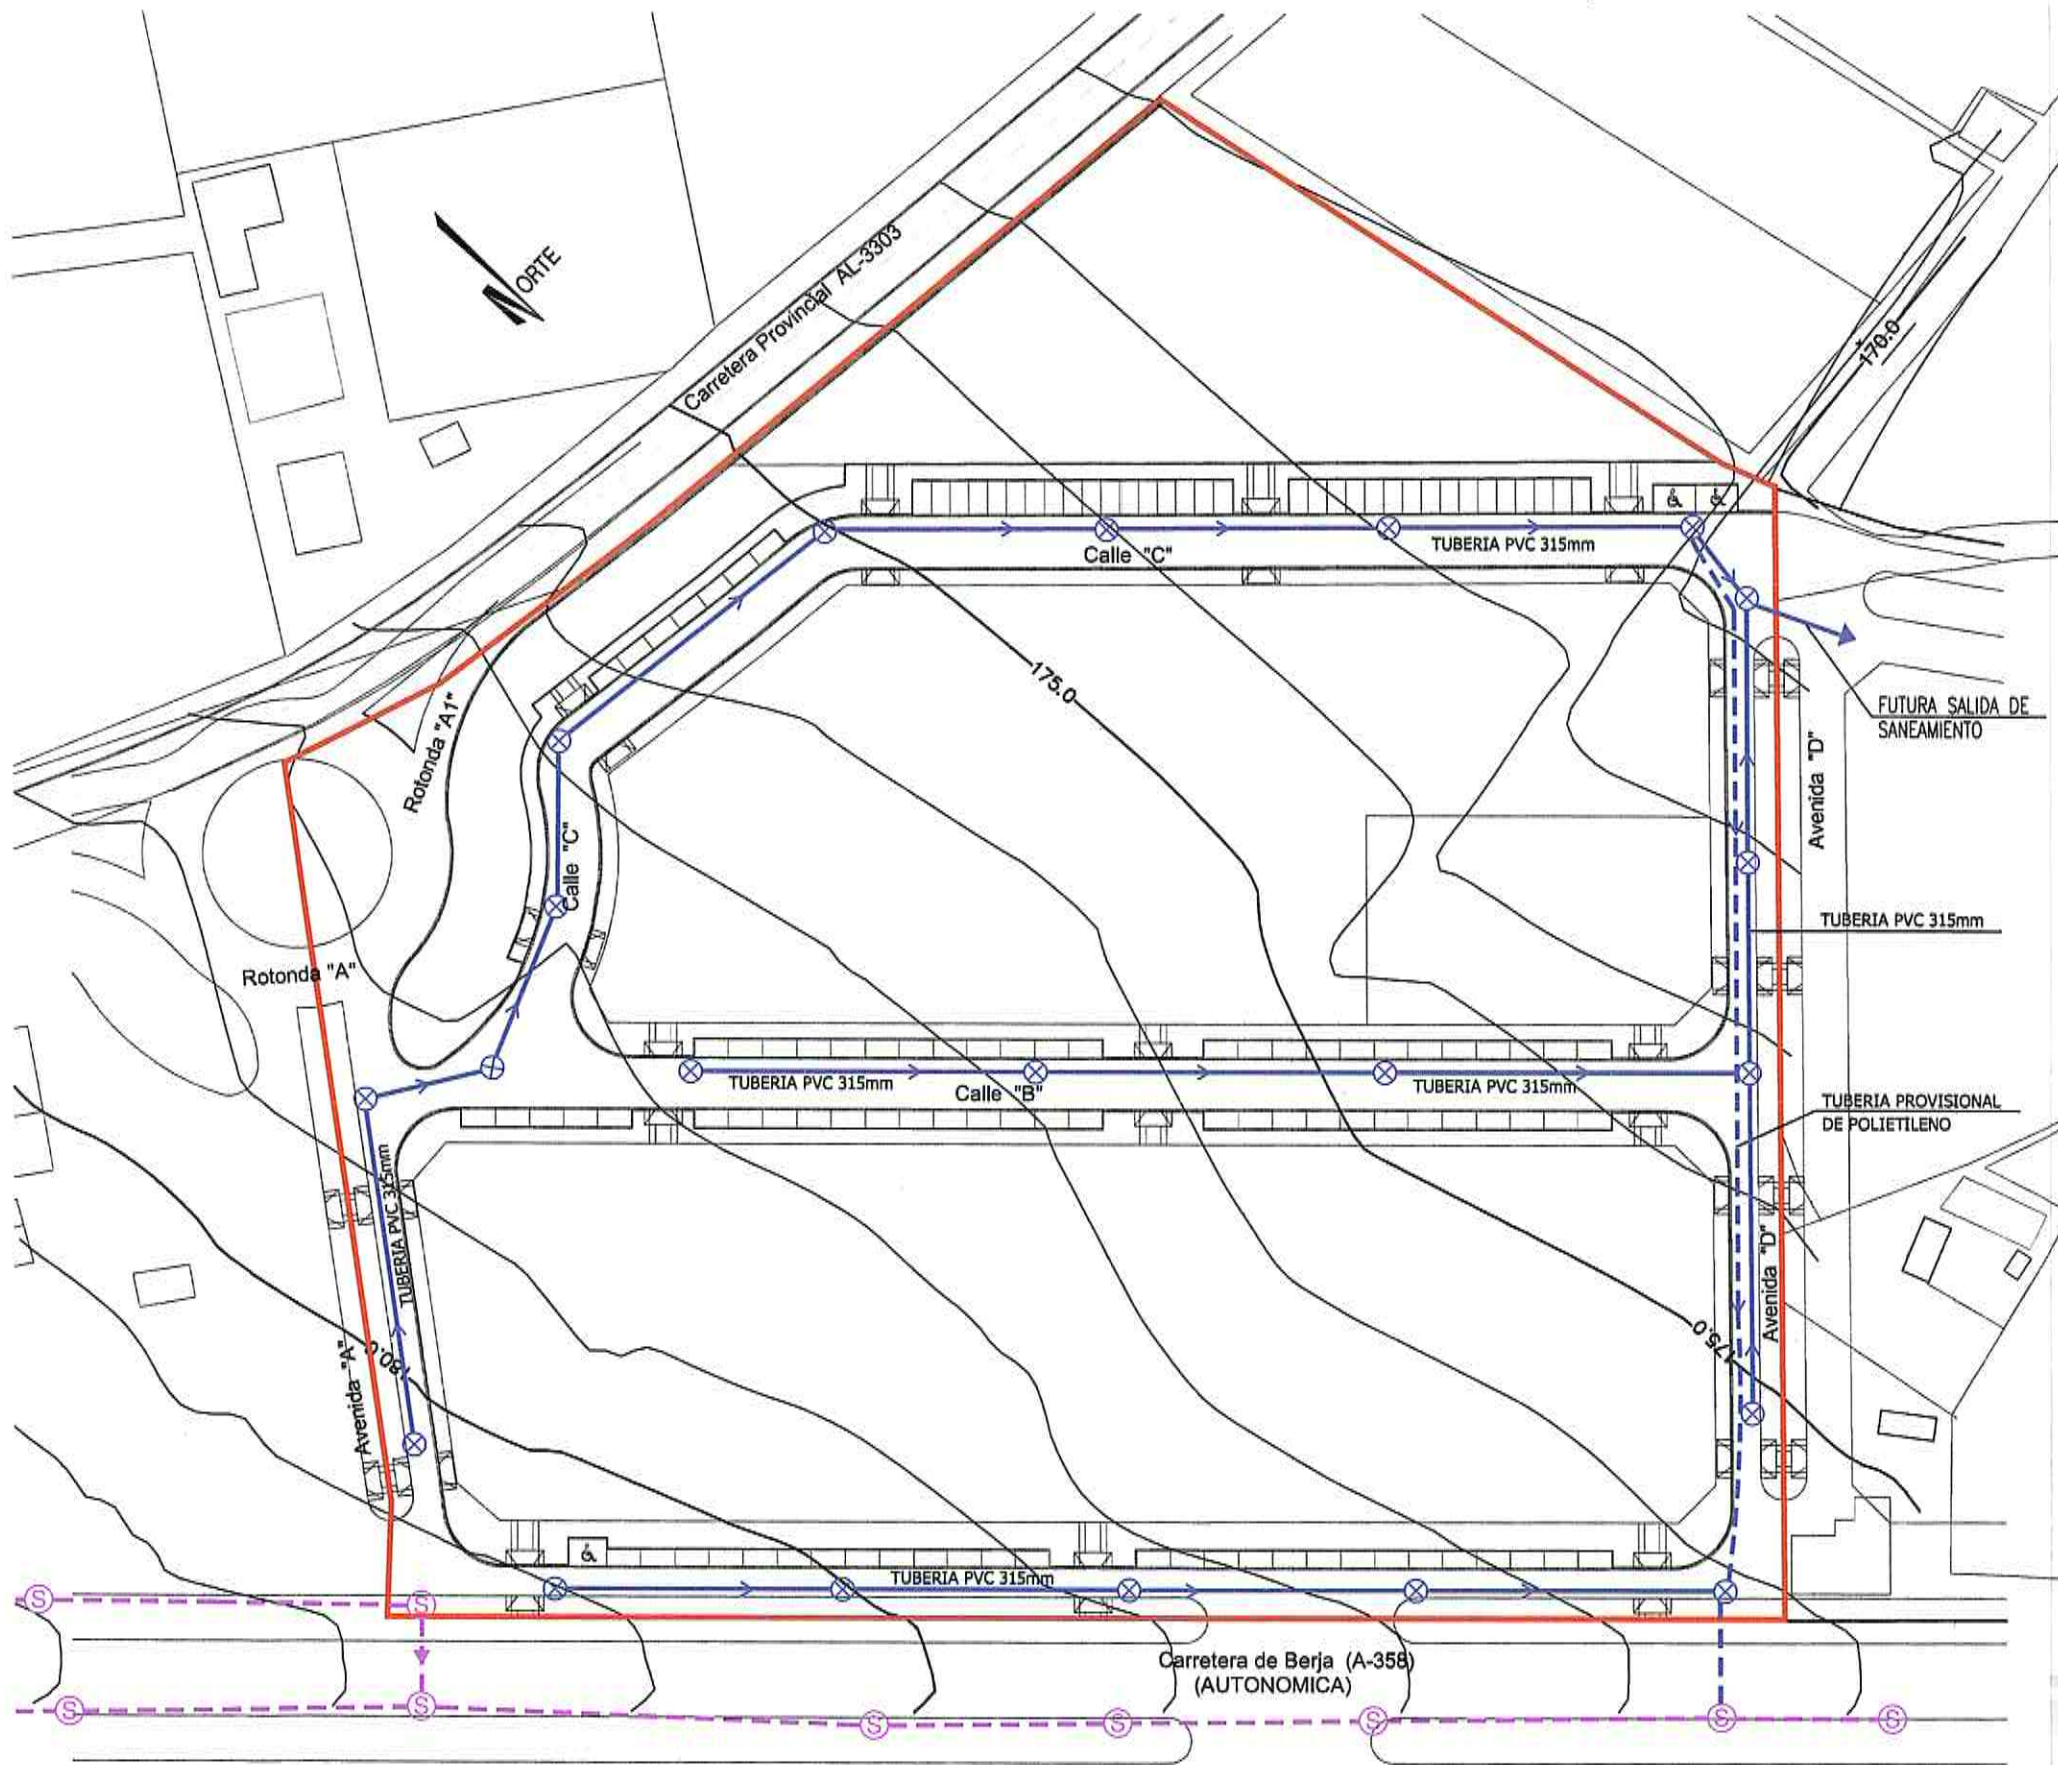 NORTE
Carretera Provincial AL-3303
170.0
TUBERIA PVC 315mm
Calle "C"
175.0
FUTURA SALIDA DE
SANEAMIENTO
Rotonda "A1"
Avenida "D"
Calle "C"
TUBERIA PVC 315mm
Rotonda "A"
TUBERIA PVC 315mm
Calle "B"
TUBERIA PVC 315mm
TUBERIA PROVISIONAL
DE POLIETILENO
TUBERIA PVC 315mm
Avenida "D"
175.0
180.0
Avenida "A"
TUBERIA PVC 315mm
S
S
Carretera de Berja (A-358)
(AUTONOMICA)
S
S
S
S
S
S
S